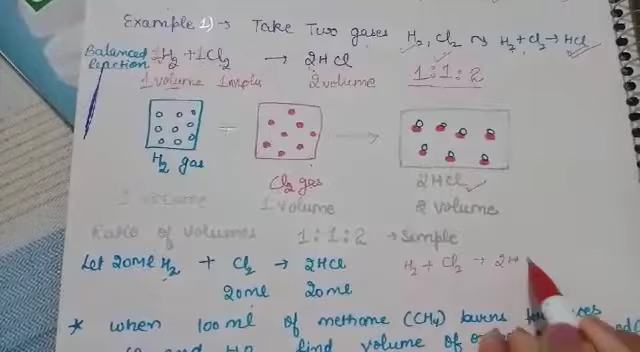 Example 1) → Take Two gases H₂, Cl₂ ⇝ H₂ + Cl₂ → HCl
Balanced reaction 1H₂ + 1Cl₂ → 2HCl
1 volume 2 volume 1:1:2
+ →
H₂ gas Cl₂ gas 2HCl
1 volume 1 volume 2 volume
Ratio of volumes 1:1:2 → Simple
Let 20ml H₂ + Cl₂ → 2HCl H₂ + Cl₂ → 2H
20ml 20ml
* When 100ml of methane (CH₄) burns
find volume of